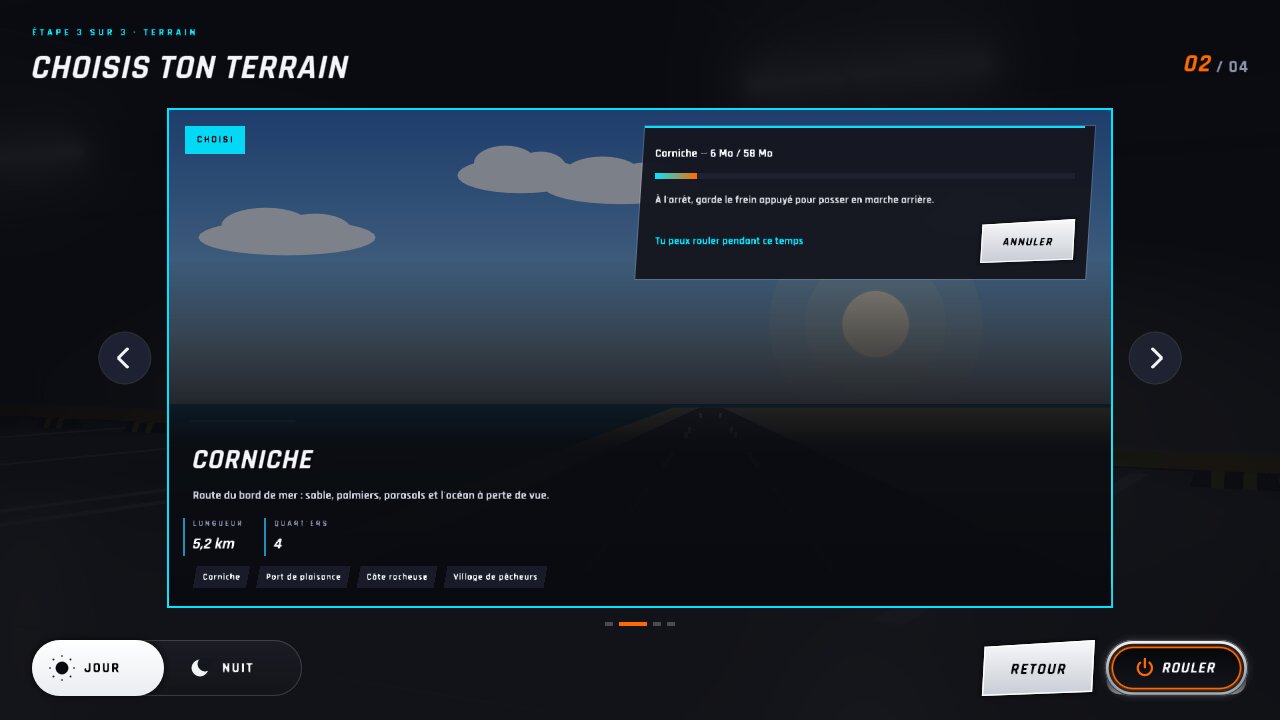 ÉTAPE 3 SUR 3 · TERRAIN
CHOISIS TON TERRAIN
02 / 04
CHOISI
Corniche — 6 Mo / 58 Mo
À l'arrêt, garde le frein appuyé pour passer en marche arrière.
Tu peux rouler pendant ce temps
ANNULER
CORNICHE
Route du bord de mer : sable, palmiers, parasols et l'océan à perte de vue.
LONGUEUR
QUARTIERS
5,2 km
4
Corniche
Port de plaisance
Côte rocheuse
Village de pêcheurs
JOUR
NUIT
RETOUR
ROULER